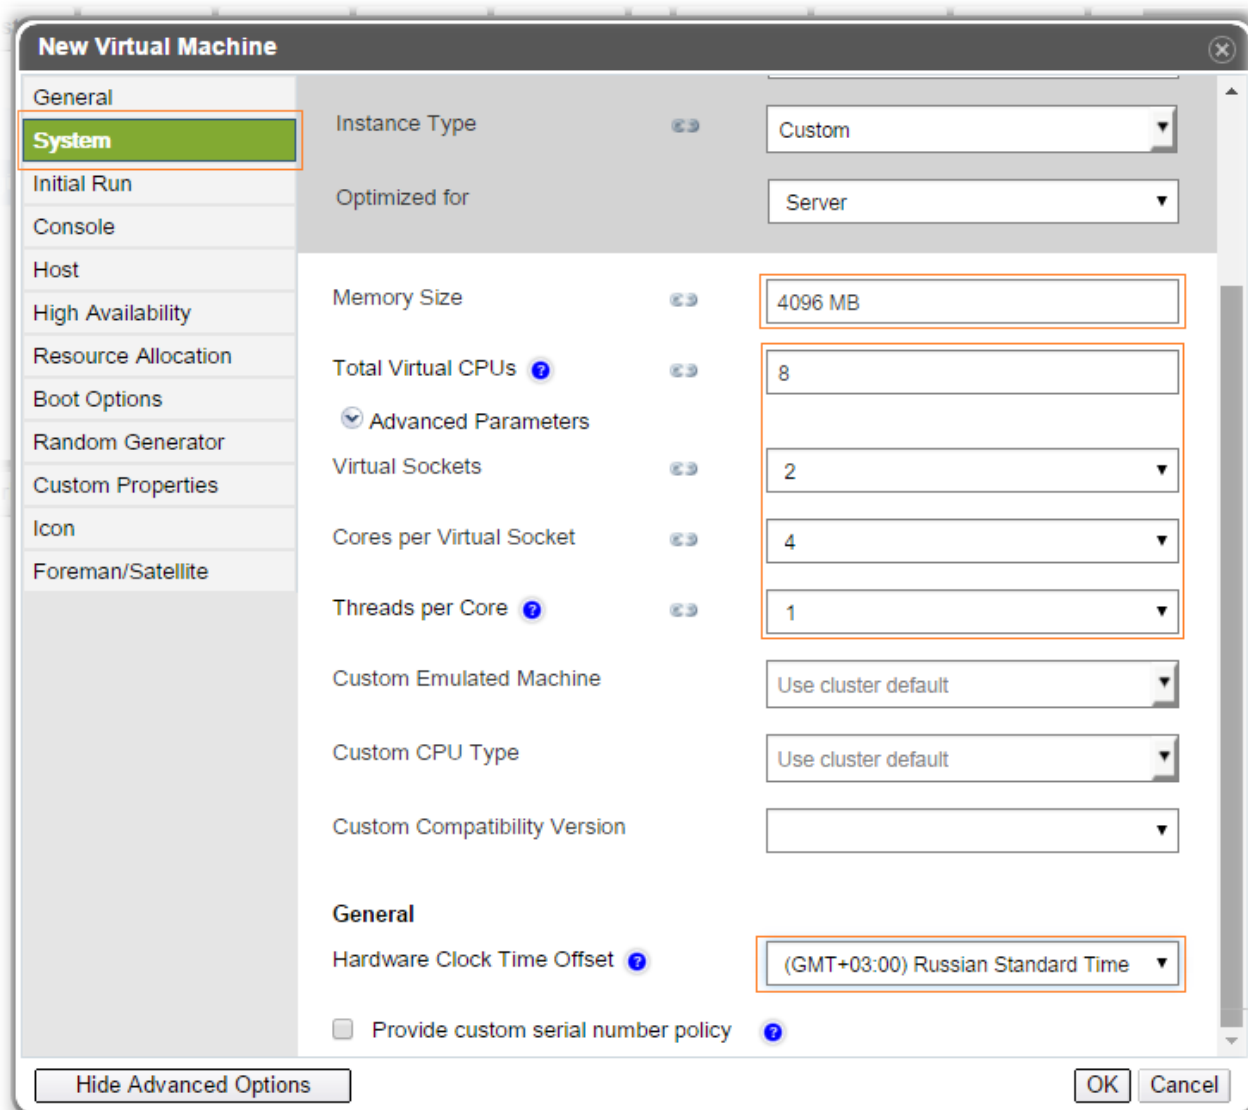 New Virtual Machine
General
System
Initial Run
Console
Host
High Availability
Resource Allocation
Boot Options
Random Generator
Custom Properties
Icon
Foreman/Satellite
Instance Type
Custom
Optimized for
Server
Memory Size
4096 MB
Total Virtual CPUs
8
Advanced Parameters
Virtual Sockets
2
Cores per Virtual Socket
4
Threads per Core
1
Custom Emulated Machine
Use cluster default
Custom CPU Type
Use cluster default
Custom Compatibility Version
General
Hardware Clock Time Offset
(GMT+03:00) Russian Standard Time
Provide custom serial number policy
Hide Advanced Options
OK
Cancel